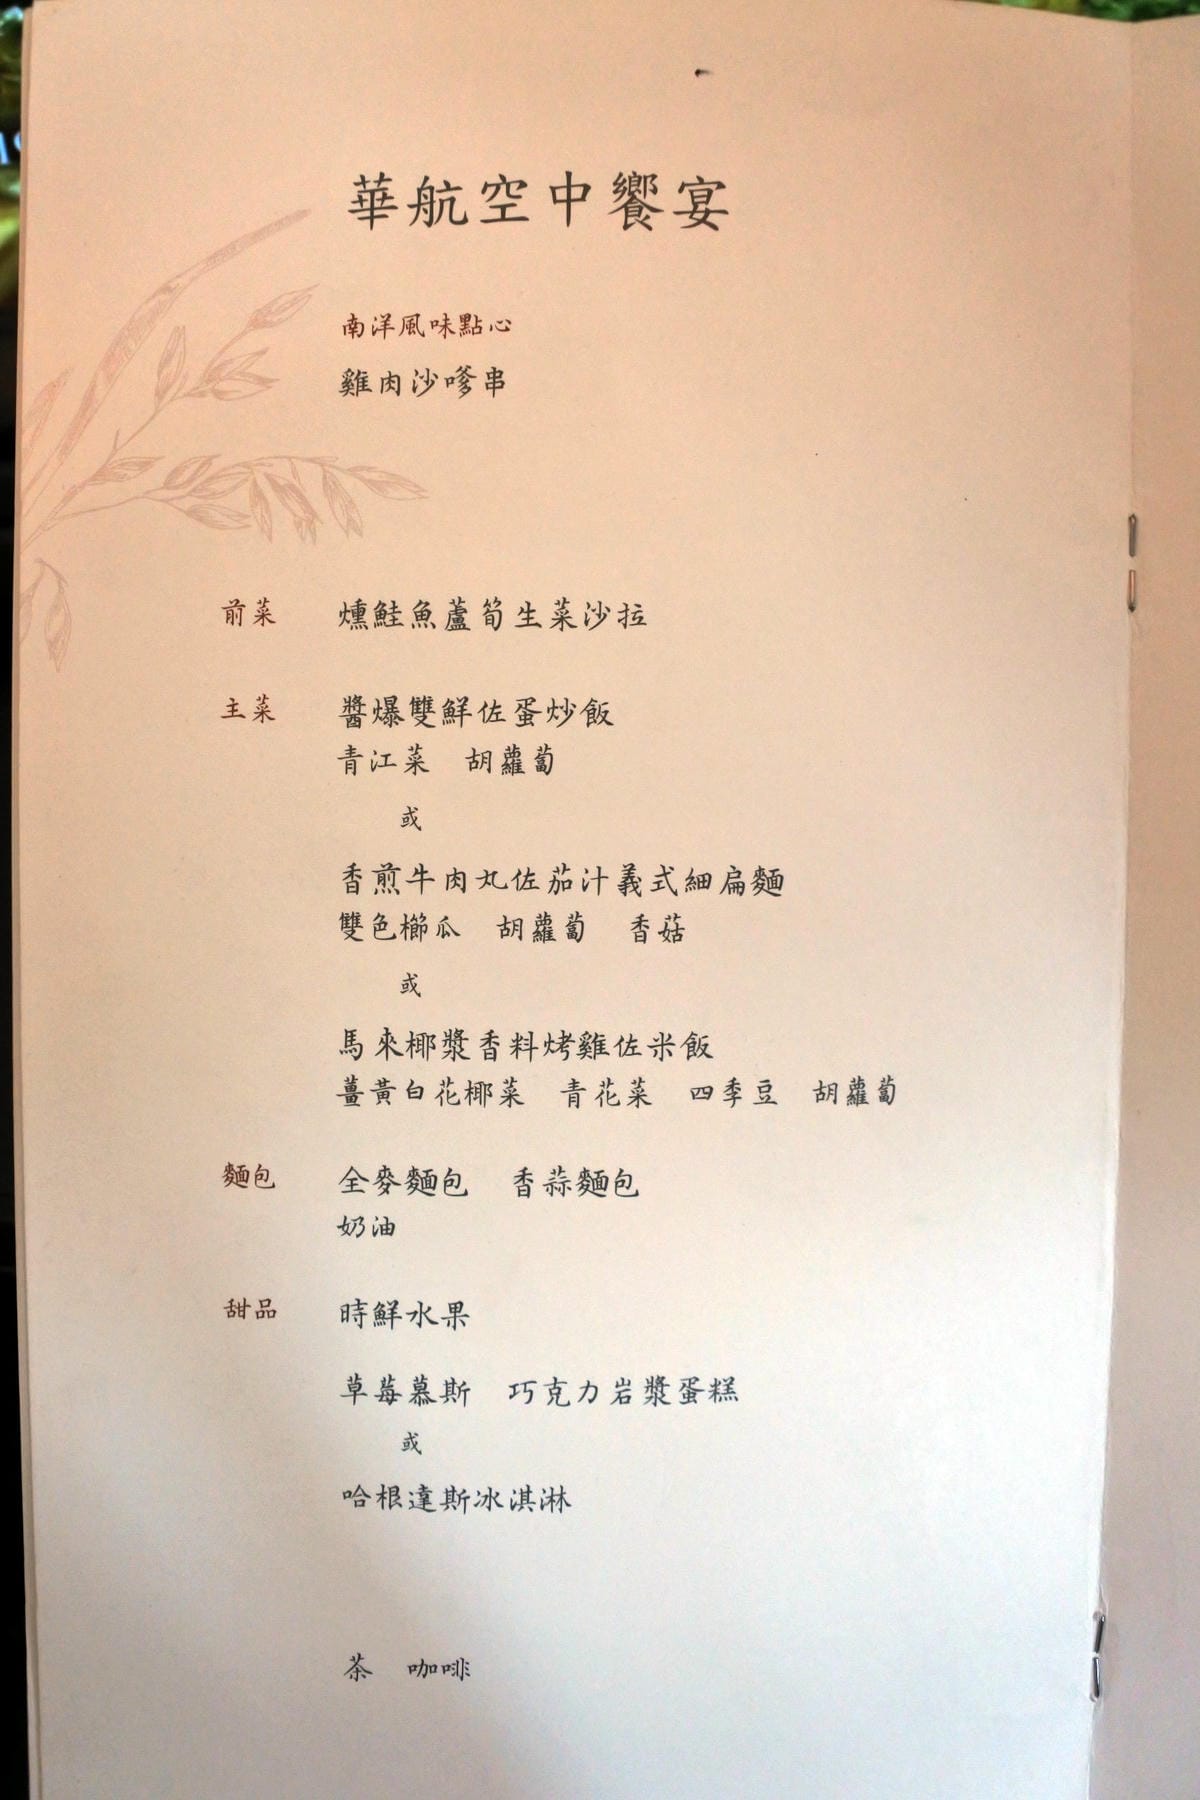 華航空中饗宴
南洋風味點心
雞肉沙嗲串
前菜 燻鮭魚蘆筍生菜沙拉
主菜 醬爆雙鮮佐蛋炒飯
青江菜 胡蘿蔔
或
香煎牛肉丸佐茄汁義式細扁麵
雙色櫛瓜 胡蘿蔔 香菇
或
馬來椰漿香料烤雞佐米飯
薑黃白花椰菜 青花菜 四季豆 胡蘿蔔
麵包 全麥麵包 香蒜麵包
奶油
甜品 時鮮水果
草莓慕斯 巧克力岩漿蛋糕
或
哈根達斯冰淇淋
茶 咖啡